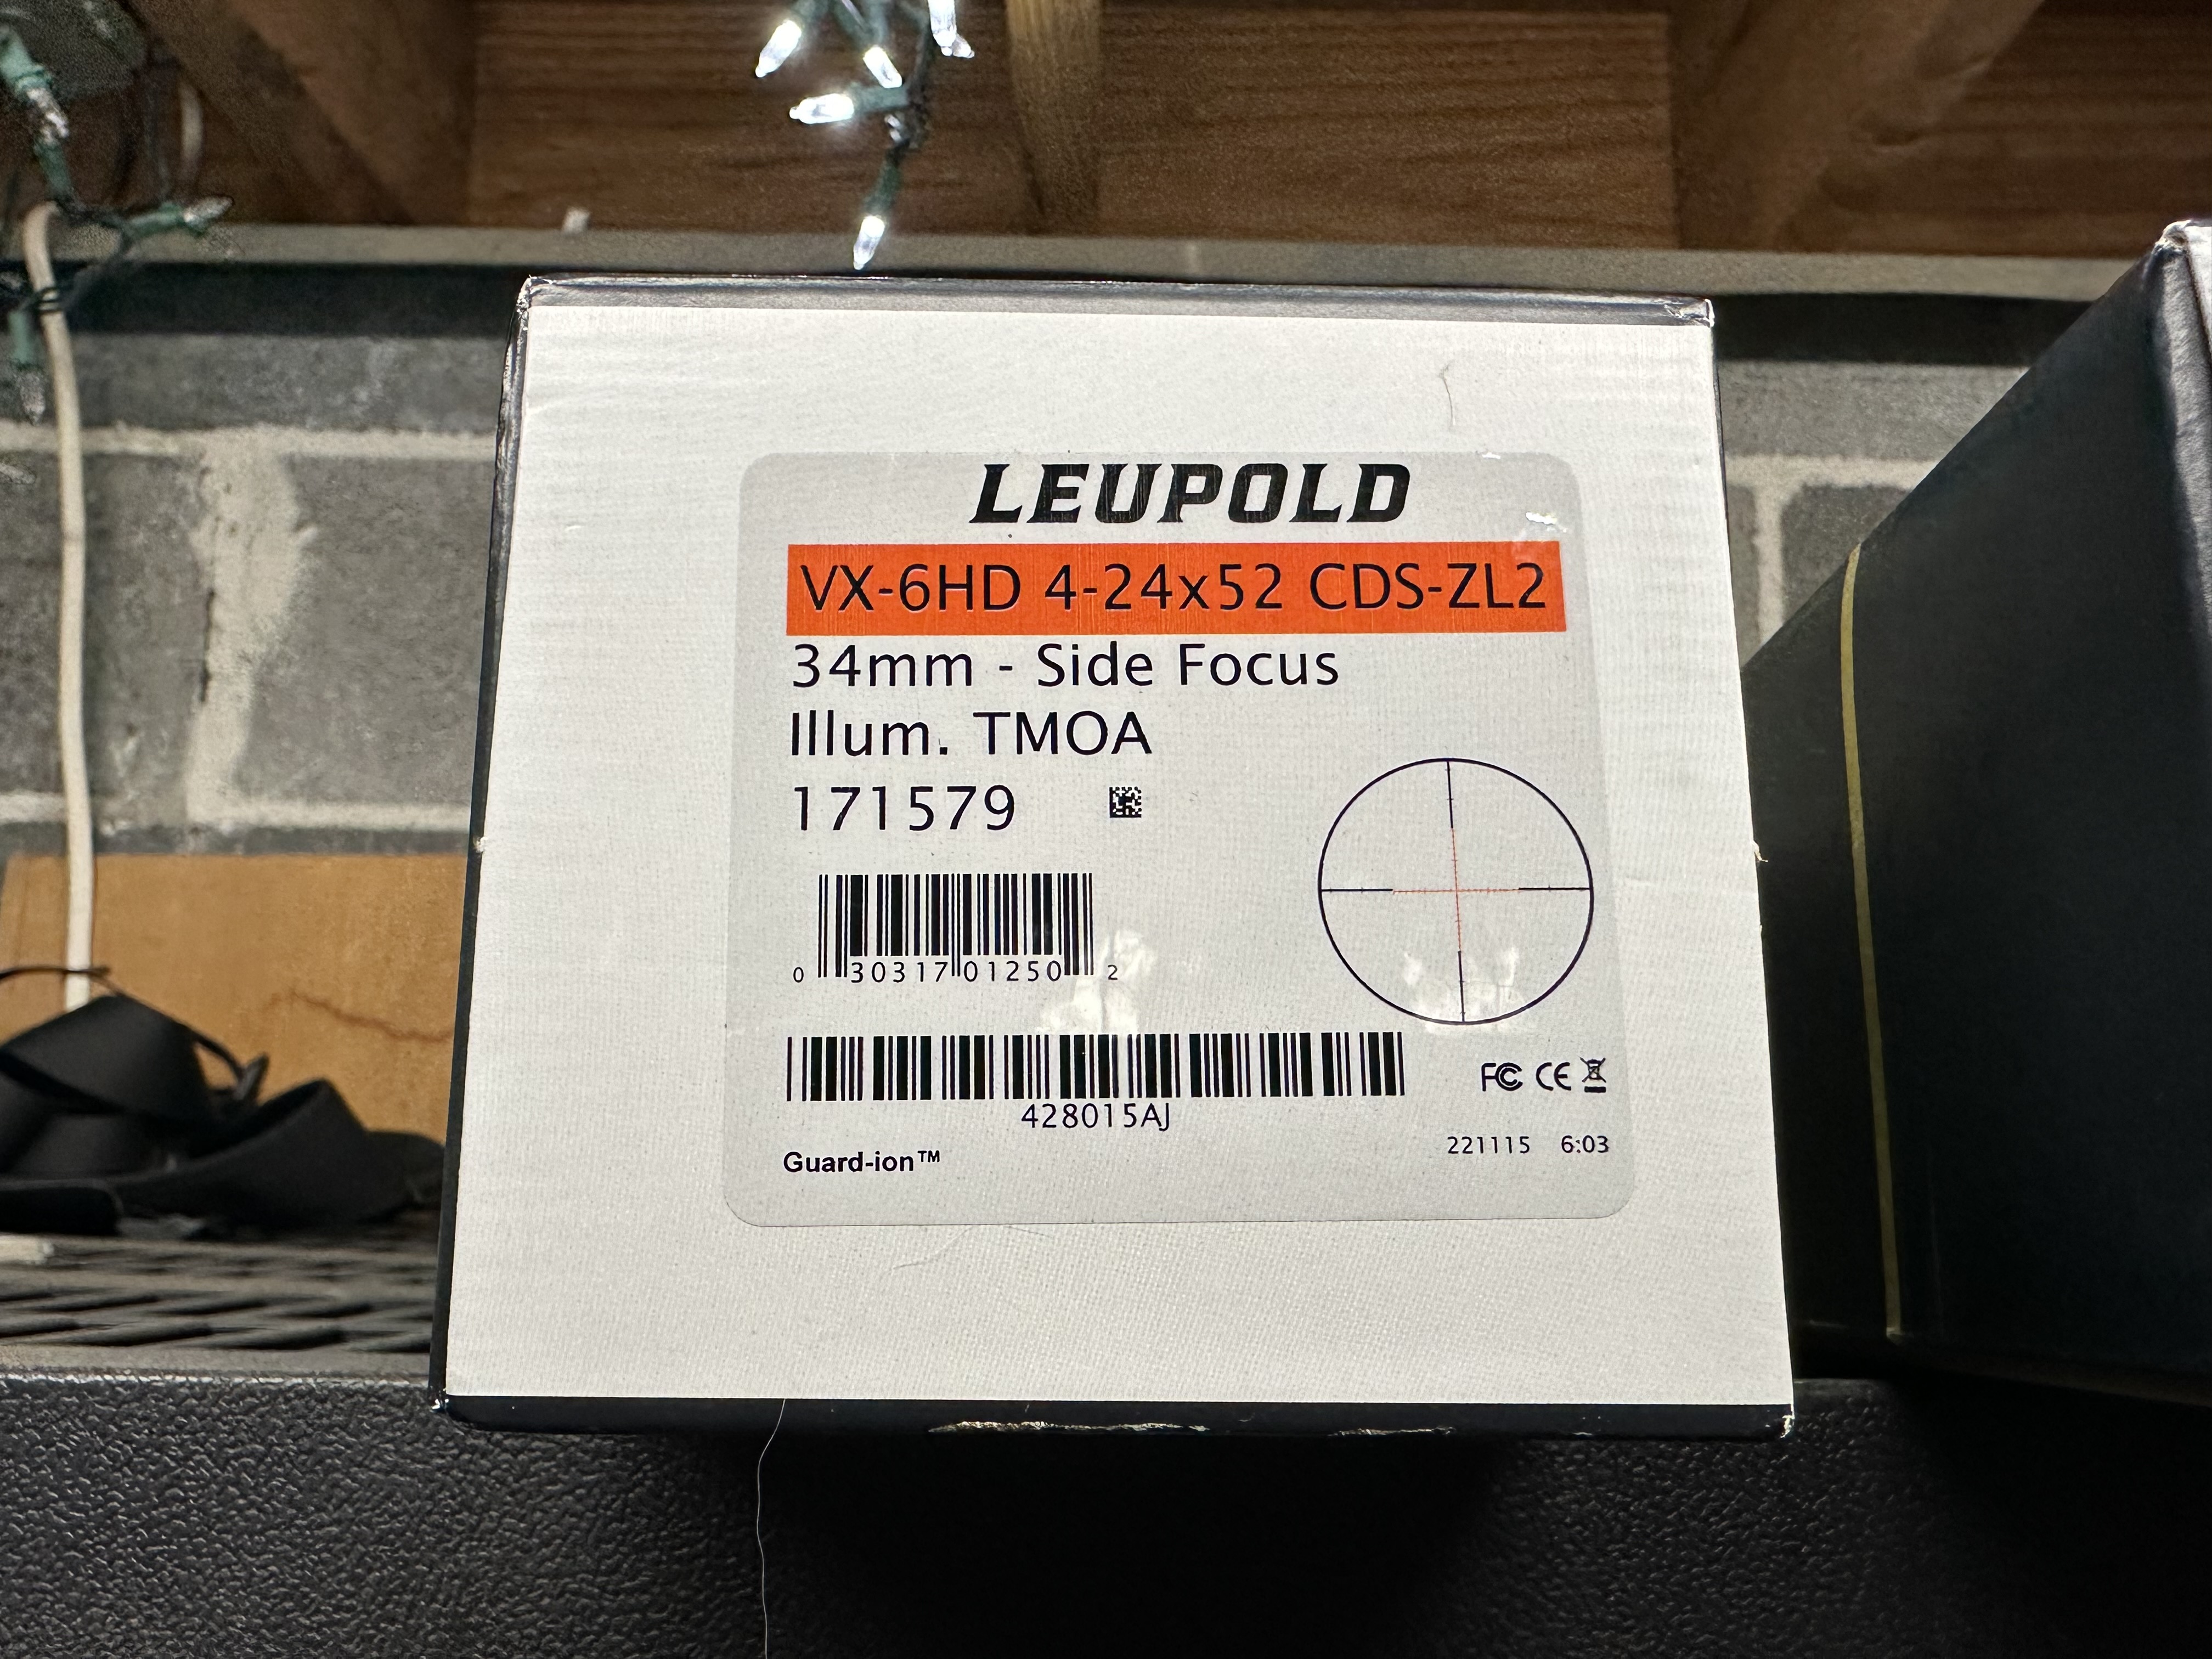 LEUPOLD
VX-6HD 4-24x52 CDS-ZL2
34mm - Side Focus
Illum. TMOA
171579
0 30317 01250 2
428015AJ
FC CE
Guard-ion™
221115 6:03